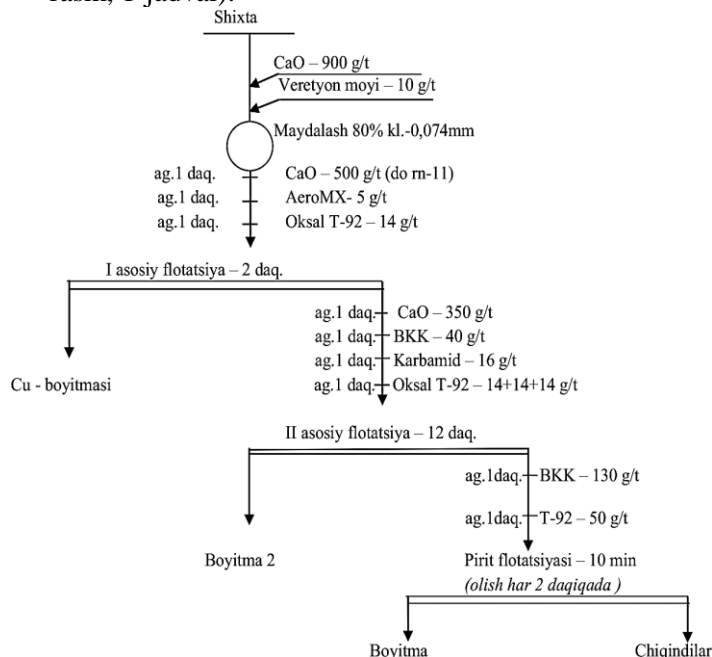 rasm, 1-jadval).
Shixta
CaO – 900 g/t
Veretyon moyi – 10 g/t
Maydalash 80% kl.-0,074mm
ag.1 daq. CaO – 500 g/t (do rn-11)
ag.1 daq. AeroMX- 5 g/t
ag.1 daq. Oksal T-92 – 14 g/t
I asosiy flotatsiya – 2 daq.
ag.1 daq. CaO – 350 g/t
ag.1 daq. BKK – 40 g/t
ag.1 daq. Karbamid – 16 g/t
Cu - boyitmasi
ag.1 daq. Oksal T-92 – 14+14+14 g/t
II asosiy flotatsiya – 12 daq.
ag.1daq. BKK – 130 g/t
ag.1daq. T-92 – 50 g/t
Boyitma 2
Pirit flotatsiyasi – 10 min
(olish har 2 daqiqada )
Boyitma
Chiqindilar